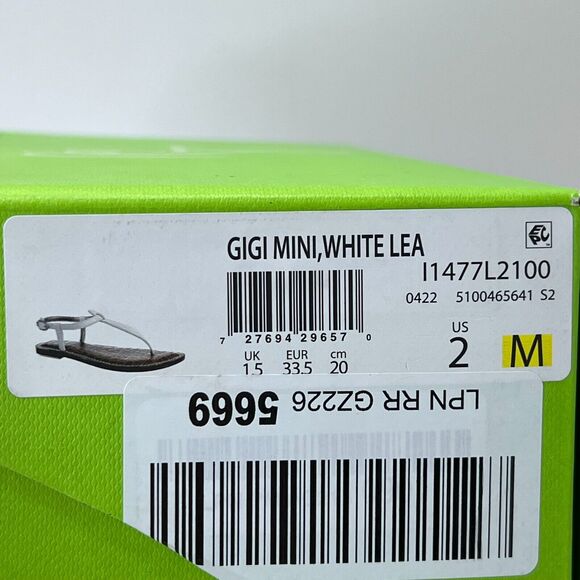 GIGI MINI,WHITE LEA
I1477L2100
0422 5100465641 S2
7 27694 29657 0
UK EUR cm
1.5 33.5 20
US
2 M
LPN RR GZ226 5669